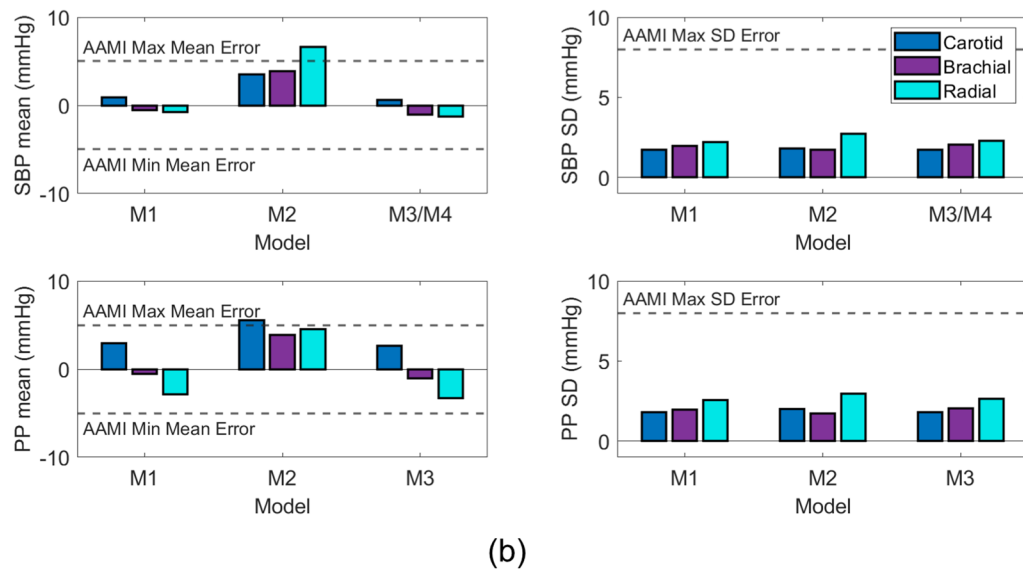 SBP mean (mmHg)
10
0
-10
AAMI Max Mean Error
AAMI Min Mean Error
M1
M2
M3/M4
Model
SBP SD (mmHg)
10
5
0
AAMI Max SD Error
Carotid
Brachial
Radial
M1
M2
M3/M4
Model
PP mean (mmHg)
10
0
-10
AAMI Max Mean Error
AAMI Min Mean Error
M1
M2
M3
Model
PP SD (mmHg)
10
5
0
AAMI Max SD Error
M1
M2
M3
Model
(b)